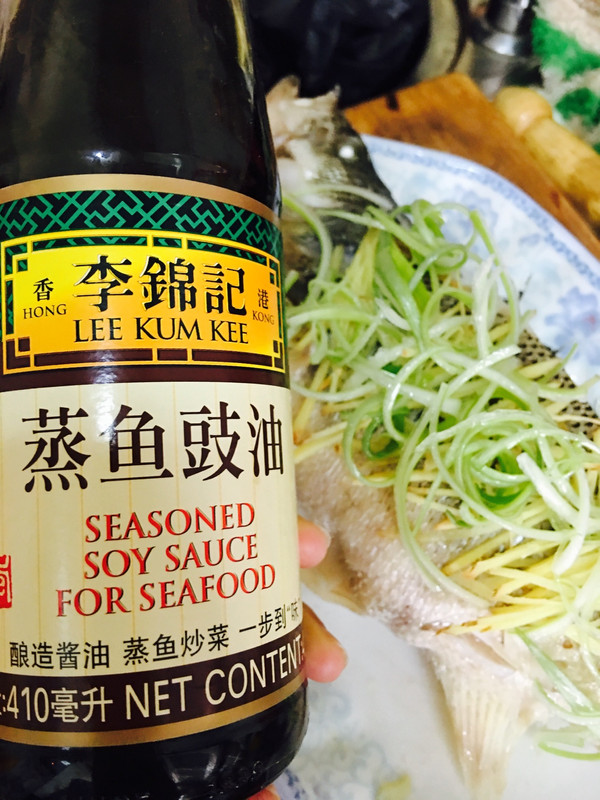 香 李錦記 港
HONG LEE KUM KEE KONG
蒸鱼豉油
SEASONED
SOY SAUCE
FOR SEAFOOD
酿造酱油 蒸鱼炒菜 一步到“味
:410毫升 NET CONTENT